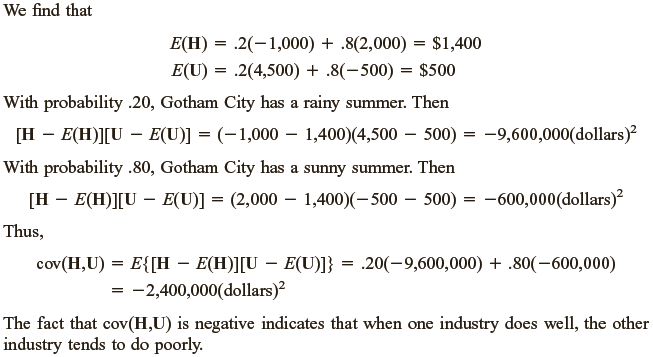 We find that
E(H) = .2(−1,000) + .8(2,000) = $1,400
E(U) = .2(4,500) + .8(−500) = $500
With probability .20, Gotham City has a rainy summer. Then
[H − E(H)][U − E(U)] = (−1,000 − 1,400)(4,500 − 500) = −9,600,000(dollars)²
With probability .80, Gotham City has a sunny summer. Then
[H − E(H)][U − E(U)] = (2,000 − 1,400)(−500 − 500) = −600,000(dollars)²
Thus,
cov(H,U) = E{[H − E(H)][U − E(U)]} = .20(−9,600,000) + .80(−600,000)
= −2,400,000(dollars)²
The fact that cov(H,U) is negative indicates that when one industry does well, the other
industry tends to do poorly.